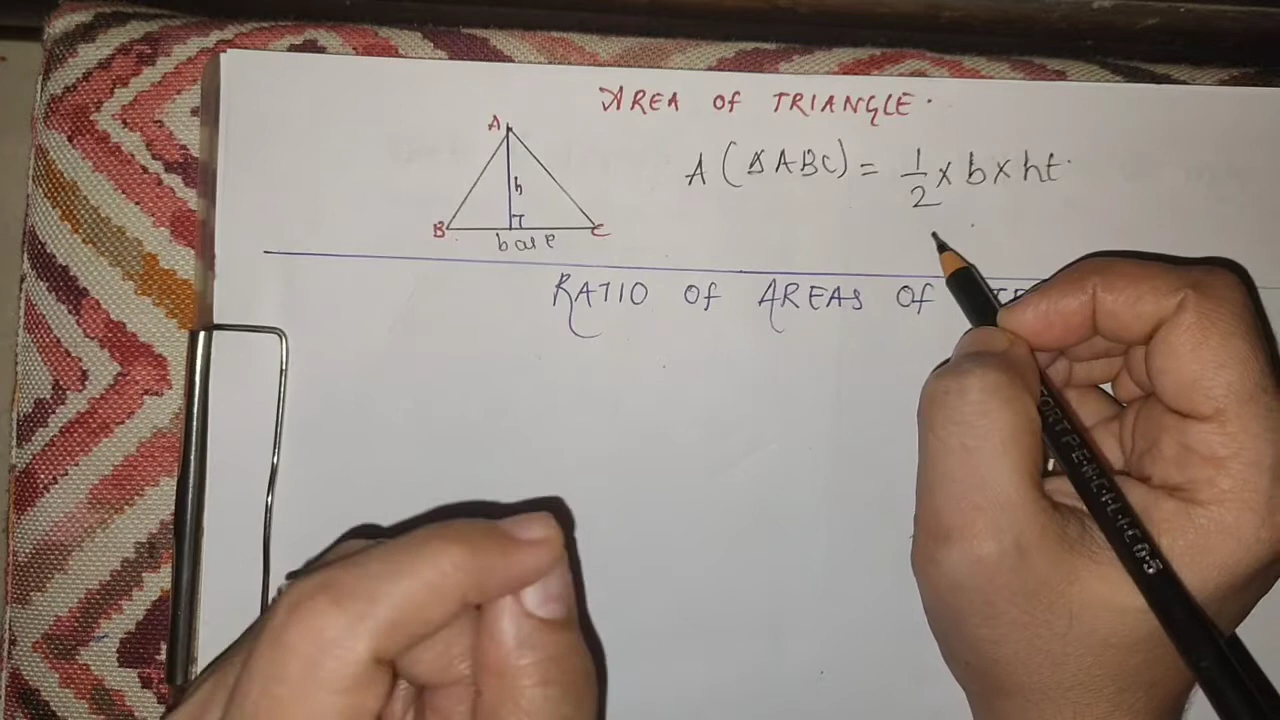 AREA OF TRIANGLE.
A
A (ΔABC) = 1/2 × b × ht.
h
B
C
base
RATIO OF AREAS OF